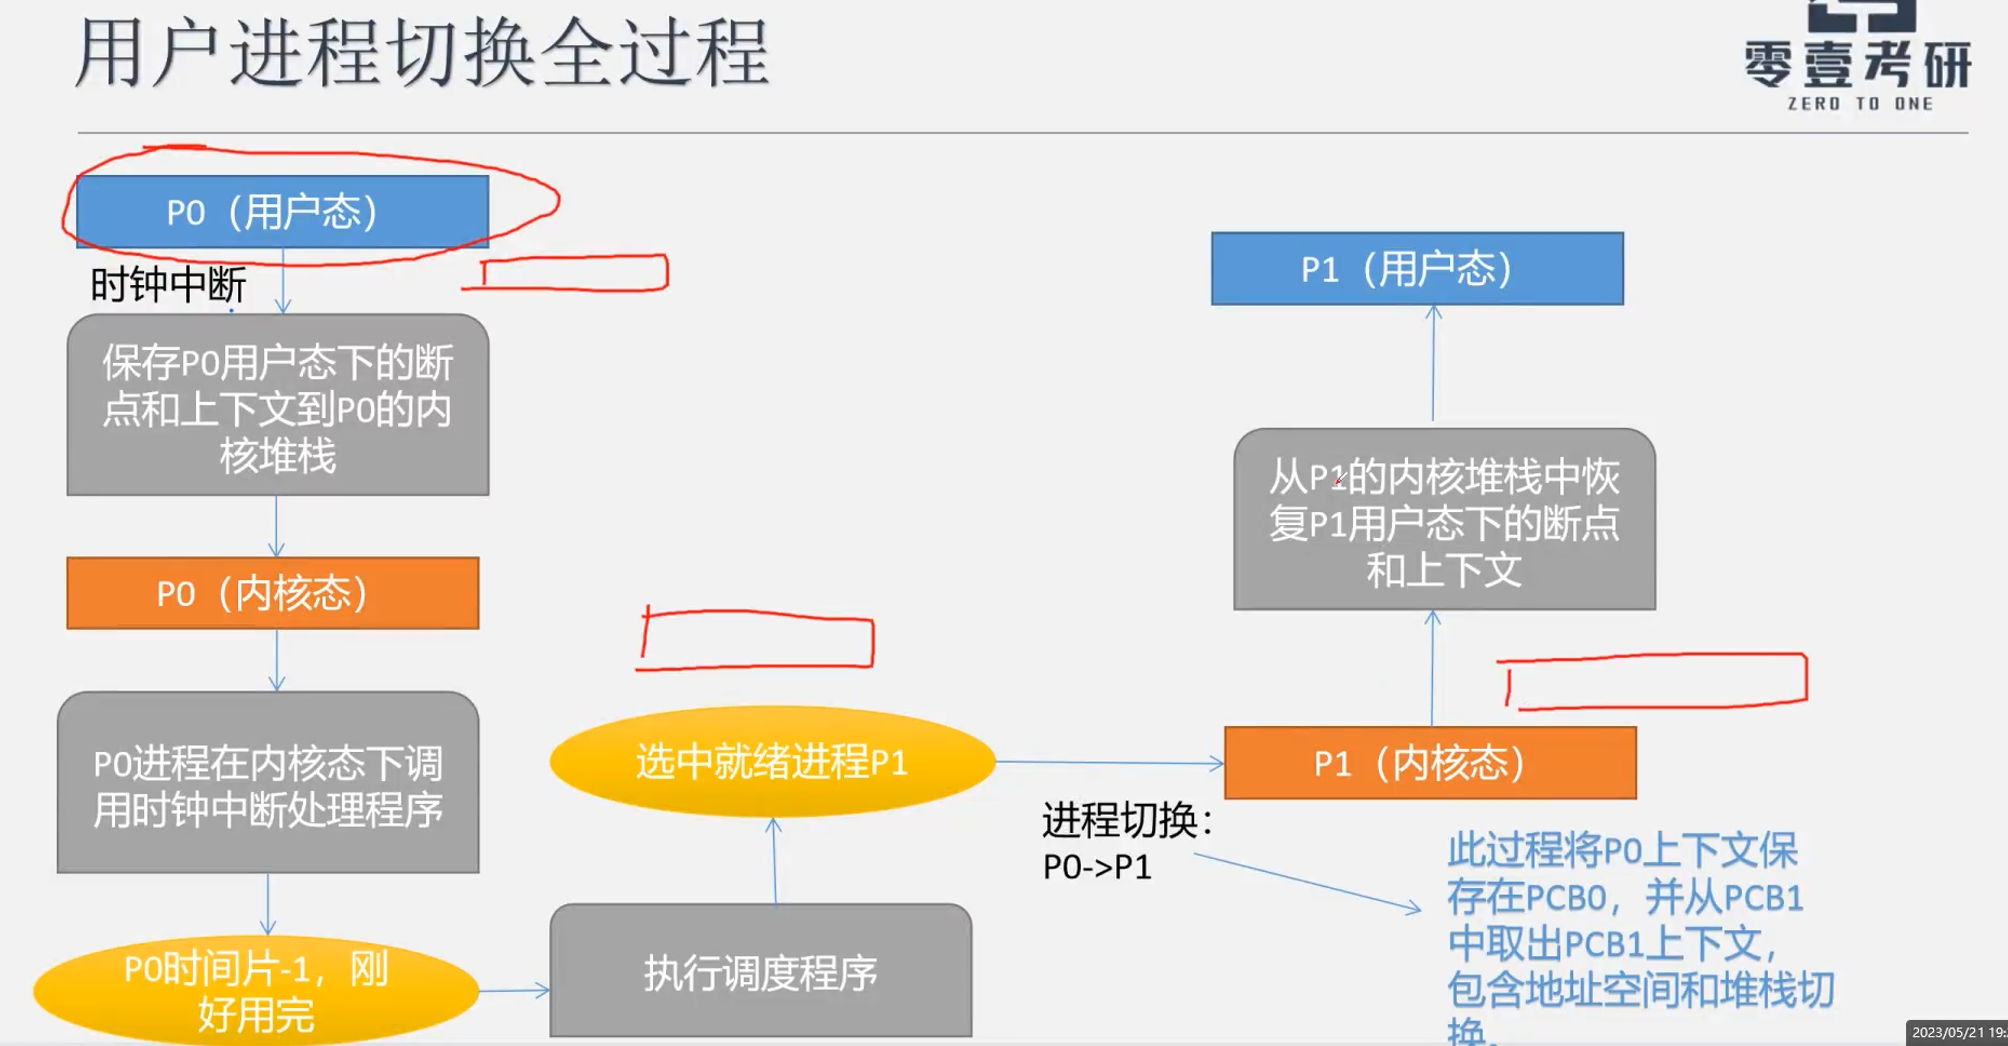 用户进程切换全过程
零壹考研
ZERO TO ONE
P0（用户态）
时钟中断
保存P0用户态下的断
点和上下文到P0的内
核堆栈
P0（内核态）
P0进程在内核态下调
用时钟中断处理程序
P0时间片-1，刚
好用完
执行调度程序
选中就绪进程P1
进程切换：
P0->P1
P1（内核态）
此过程将P0上下文保
存在PCB0，并从PCB1
中取出PCB1上下文，
包含地址空间和堆栈切
换。
从P1的内核堆栈中恢
复P1用户态下的断点
和上下文
P1（用户态）
2023/05/21 19: